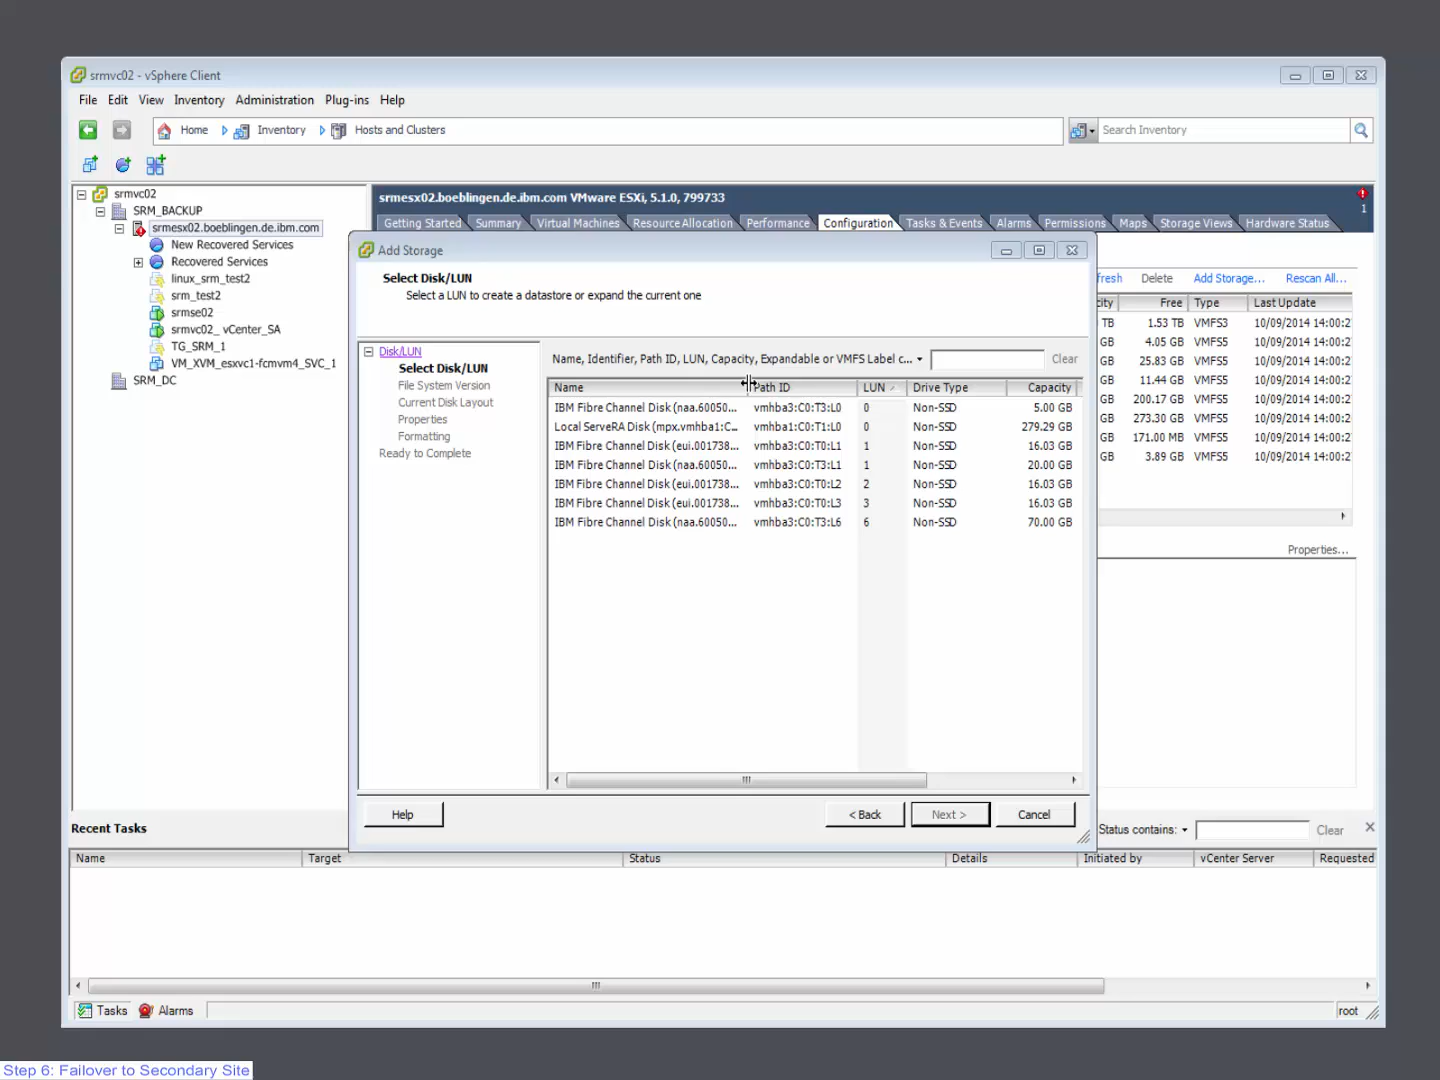 srmvc02 - vSphere Client
File Edit View Inventory Administration Plug-ins Help
Home Inventory Hosts and Clusters
Search Inventory
srmvc02
SRM_BACKUP
srmesx02.boeblingen.de.ibm.com
New Recovered Services
Recovered Services
linux_srm_test2
srm_test2
srmse02
srmvc02_ vCenter_SA
TG_SRM_1
VM_XVM_esxvc1-fcmvm4_SVC_1
SRM_DC
srmesx02.boeblingen.de.ibm.com VMware ESXi, 5.1.0, 799733
1
Getting Started Summary Virtual Machines Resource Allocation Performance Configuration Tasks & Events Alarms Permissions Maps Storage Views Hardware Status
fresh Delete Add Storage... Rescan All...
city Free Type Last Update
TB 1.53 TB VMFS3 10/09/2014 14:00:2
GB 4.05 GB VMFS5 10/09/2014 14:00:2
GB 25.83 GB VMFS5 10/09/2014 14:00:2
GB 11.44 GB VMFS5 10/09/2014 14:00:2
GB 200.17 GB VMFS5 10/09/2014 14:00:2
GB 273.30 GB VMFS5 10/09/2014 14:00:2
GB 171.00 MB VMFS5 10/09/2014 14:00:2
GB 3.89 GB VMFS5 10/09/2014 14:00:2
Properties...
Add Storage
Select Disk/LUN
Select a LUN to create a datastore or expand the current one
Disk/LUN
Select Disk/LUN
File System Version
Current Disk Layout
Properties
Formatting
Ready to Complete
Name, Identifier, Path ID, LUN, Capacity, Expandable or VMFS Label c... Clear
Name Path ID LUN Drive Type Capacity
IBM Fibre Channel Disk (naa.60050... vmhba3:C0:T3:L0 0 Non-SSD 5.00 GB
Local ServeRA Disk (mpx.vmhba1:C... vmhba1:C0:T1:L0 0 Non-SSD 279.29 GB
IBM Fibre Channel Disk (eui.001738... vmhba3:C0:T0:L1 1 Non-SSD 16.03 GB
IBM Fibre Channel Disk (naa.60050... vmhba3:C0:T3:L1 1 Non-SSD 20.00 GB
IBM Fibre Channel Disk (eui.001738... vmhba3:C0:T0:L2 2 Non-SSD 16.03 GB
IBM Fibre Channel Disk (eui.001738... vmhba3:C0:T0:L3 3 Non-SSD 16.03 GB
IBM Fibre Channel Disk (naa.60050... vmhba3:C0:T3:L6 6 Non-SSD 70.00 GB
Help < Back Next > Cancel
Recent Tasks
Status contains: Clear
Name Target Status Details Initiated by vCenter Server Requested
Tasks Alarms root
Step 6: Failover to Secondary Site